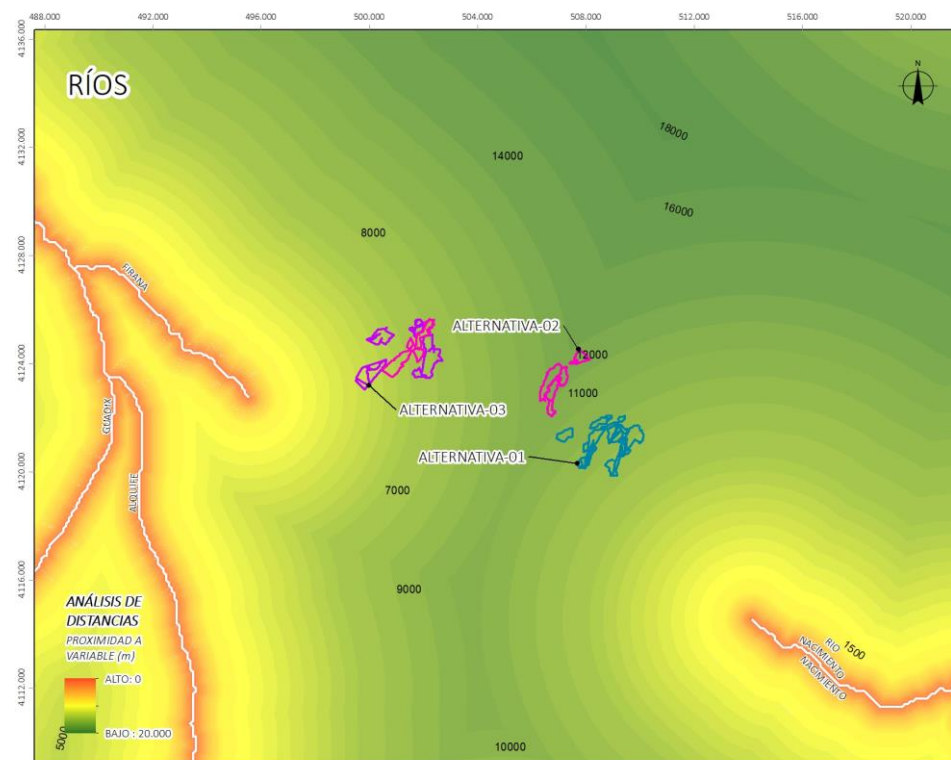 488.000 492.000 496.000 500.000 504.000 508.000 512.000 516.000 520.000
4.136.000
RÍOS
N
18000
4.132.000
14000
16000
8000
4.128.000
FIRANA
ALTERNATIVA-02
12000
4.124.000
11000
ALTERNATIVA-03
GUADIX
ALTERNATIVA-01
4.120.000
ALQUIFE
7000
4.116.000
9000
ANÁLISIS DE
DISTANCIAS
PROXIMIDAD A
VARIABLE (m)
RIO
NACIMIENTO
1500
NACIMIENTO
4.112.000
ALTO: 0
5000
BAJO : 20.000
10000